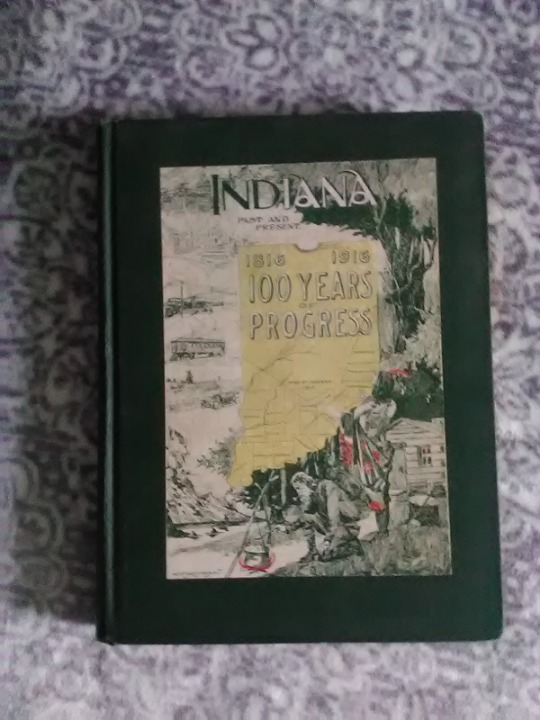 INDIANA
PAST AND
PRESENT
1816 1916
100 YEARS
OF
PROGRESS